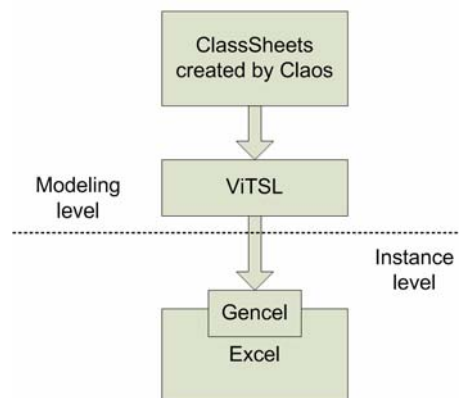 ClassSheets
created by Claos
ViTSL
Modeling
level
Instance
level
Gencel
Excel